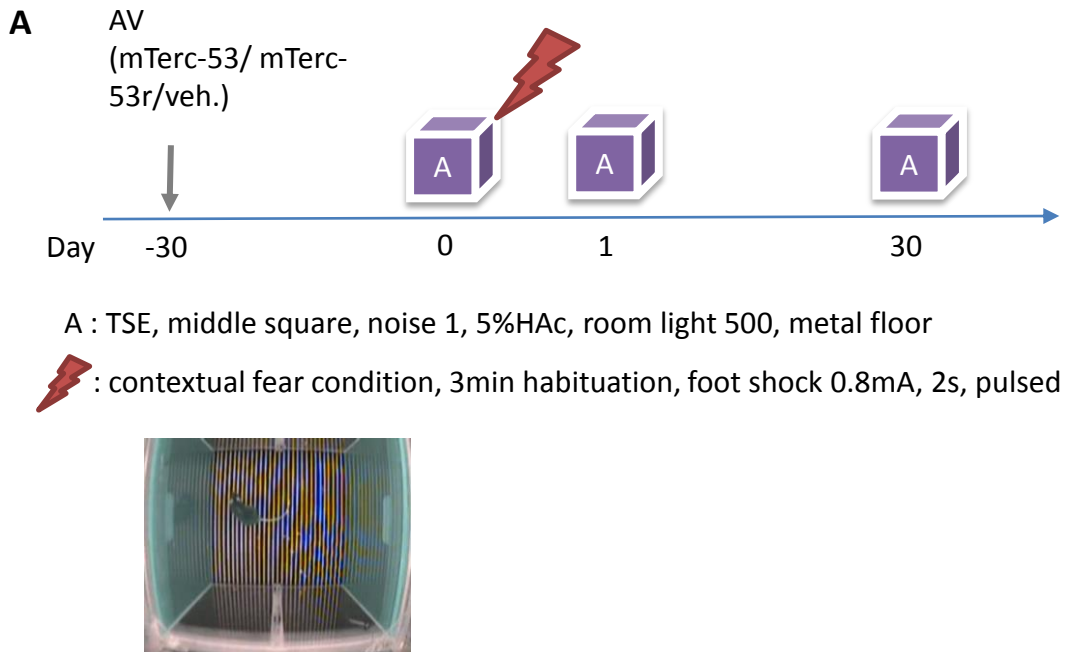 A
AV
(mTerc-53/ mTerc-
53r/veh.)
A A A
Day -30 0 1 30
A : TSE, middle square, noise 1, 5%HAc, room light 500, metal floor
: contextual fear condition, 3min habituation, foot shock 0.8mA, 2s, pulsed